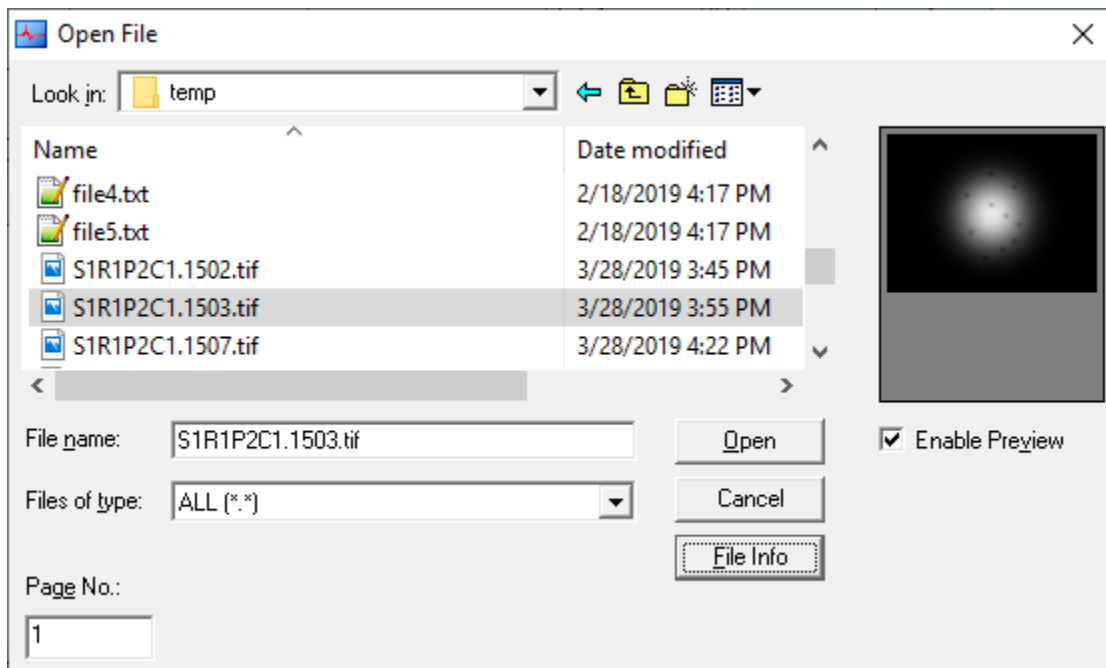 Open File
Look in: temp
Name Date modified
file4.txt 2/18/2019 4:17 PM
file5.txt 2/18/2019 4:17 PM
S1R1P2C1.1502.tif 3/28/2019 3:45 PM
S1R1P2C1.1503.tif 3/28/2019 3:55 PM
S1R1P2C1.1507.tif 3/28/2019 4:22 PM
File name: S1R1P2C1.1503.tif Open Enable Preview
Files of type: ALL (*.*) Cancel
File Info
Page No.:
1